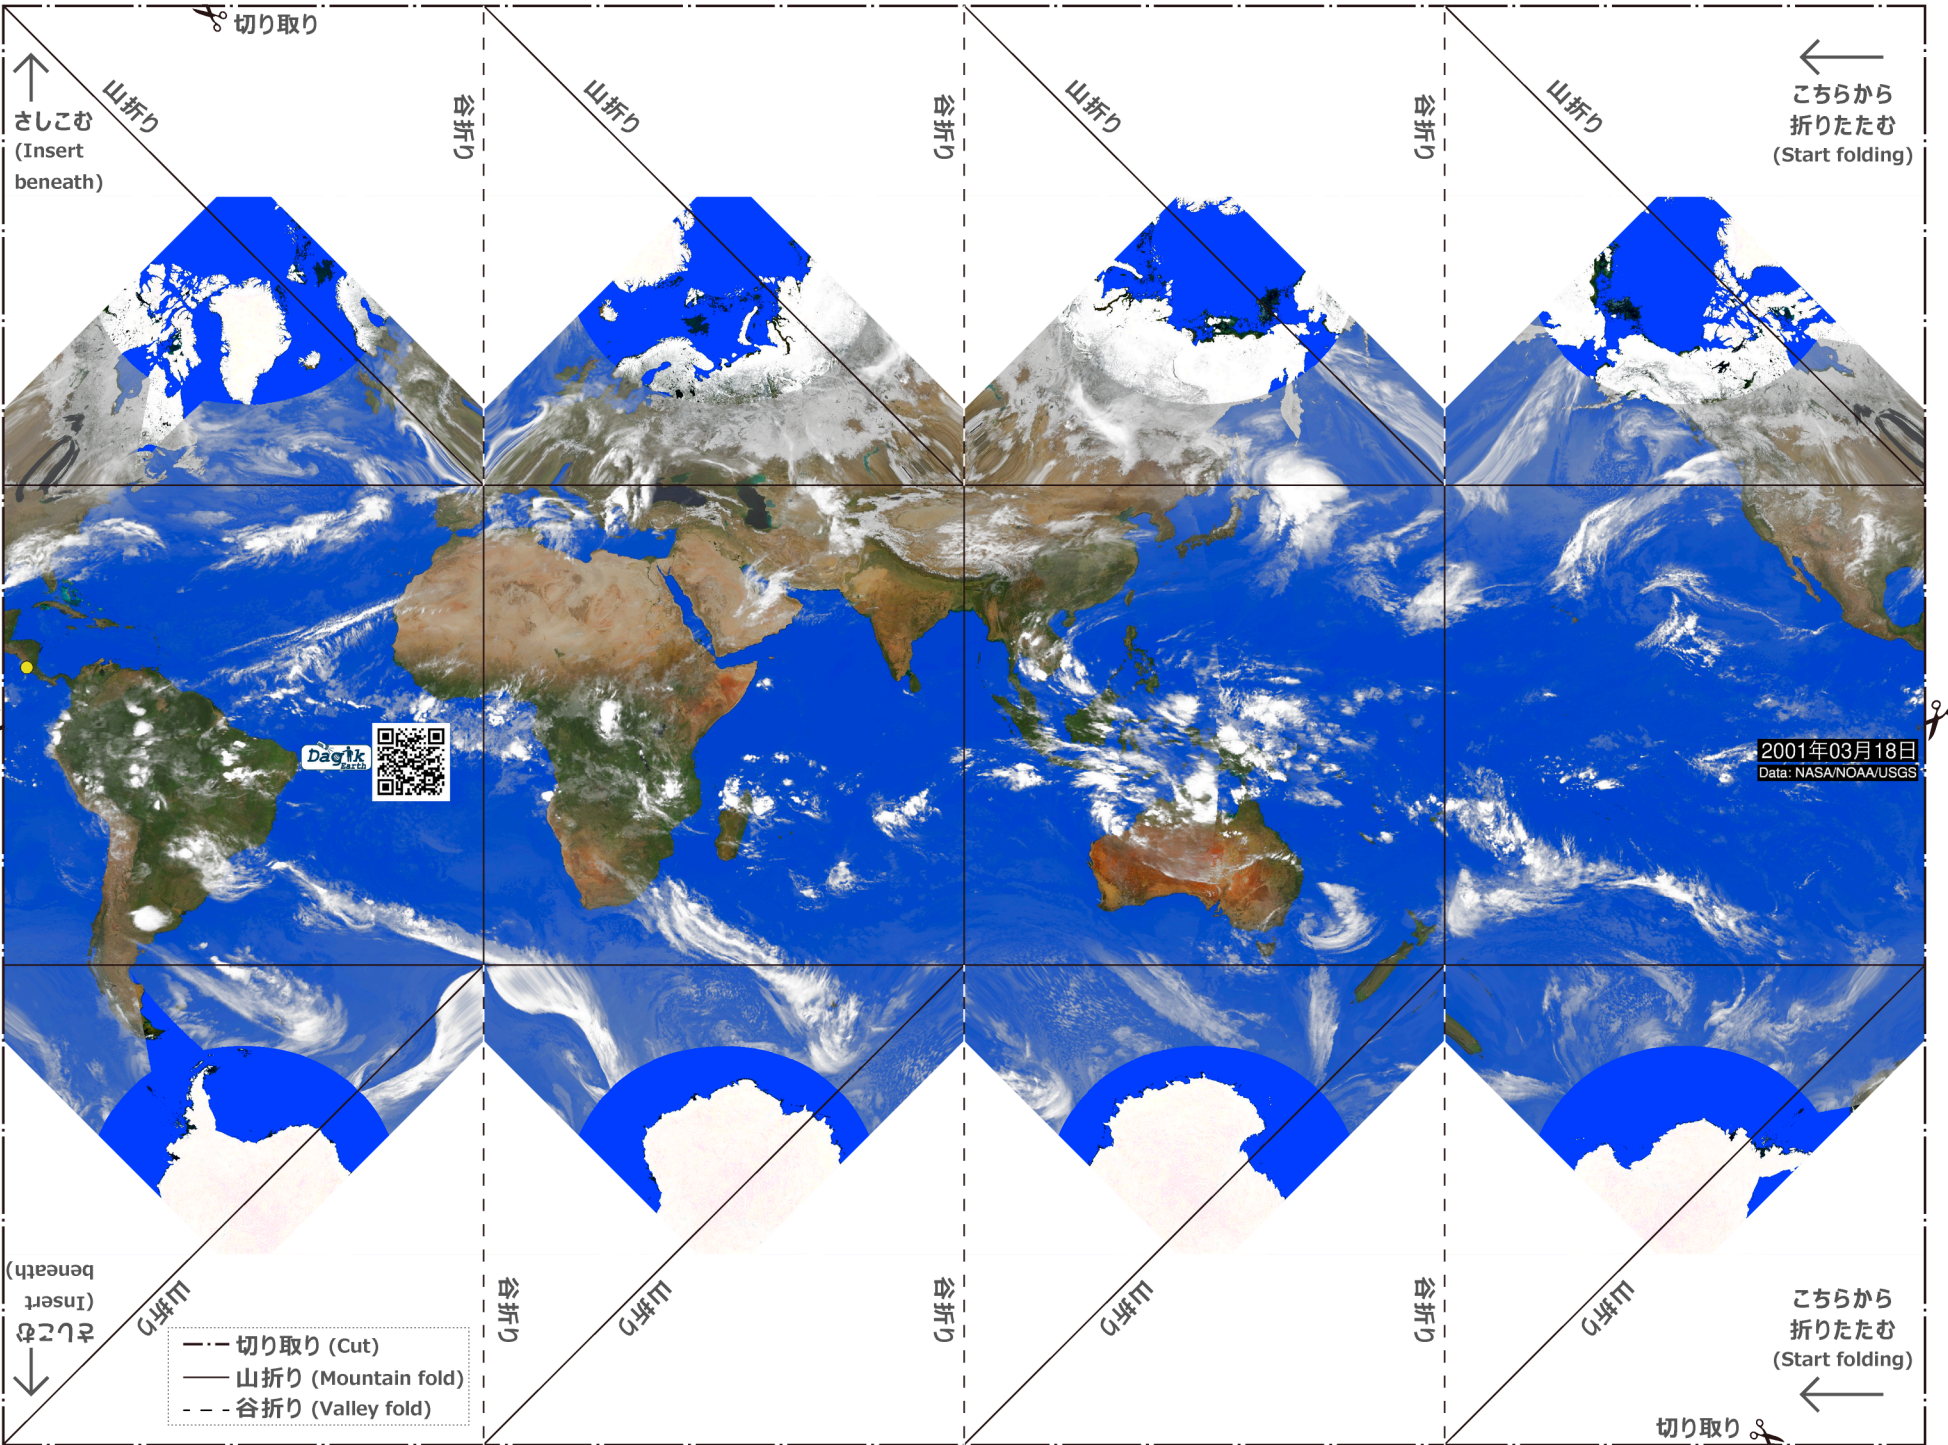 切り取り
山折り
谷折り
山折り
谷折り
山折り
谷折り
山折り
さしこむ
(Insert
beneath)
こちらから
折りたたむ
(Start folding)
Dagik
Earth
2001年03月18日
Data: NASA/NOAA/USGS
さしこむ
(Insert
beneath)
山折り
谷折り
山折り
谷折り
山折り
谷折り
山折り
切り取り (Cut)
山折り (Mountain fold)
谷折り (Valley fold)
こちらから
折りたたむ
(Start folding)
切り取り